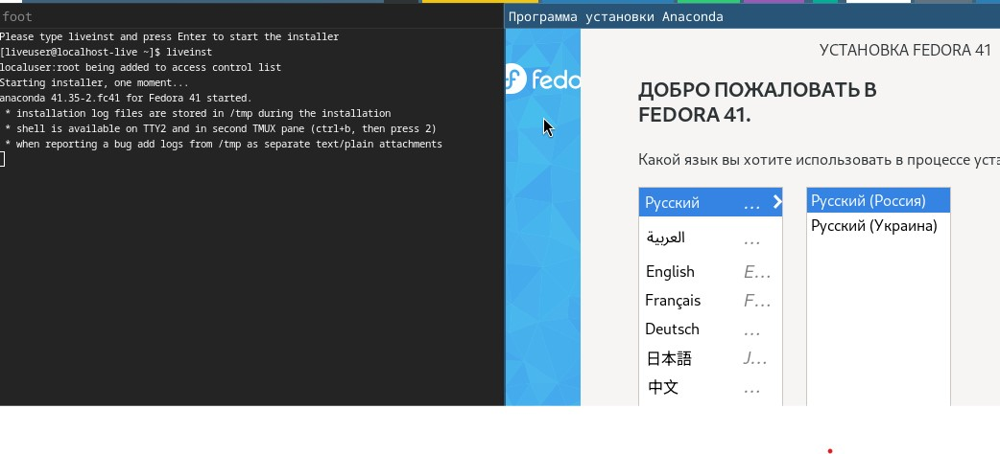 foot
Please type liveinst and press Enter to start the installer
[liveuser@localhost-live ~]$ liveinst
localuser:root being added to access control list
Starting installer, one moment...
anaconda 41.35-2.fc41 for Fedora 41 started.
* installation log files are stored in /tmp during the installation
* shell is available on TTY2 and in second TMUX pane (ctrl+b, then press 2)
* when reporting a bug add logs from /tmp as separate text/plain attachments
Программа установки Anaconda
fedo
УСТАНОВКА FEDORA 41
ДОБРО ПОЖАЛОВАТЬ В
FEDORA 41.
Какой язык вы хотите использовать в процессе уста
Русский ...
العربية ...
English E...
Français F...
Deutsch ...
日本語 J...
中文 ...
Русский (Россия)
Русский (Украина)